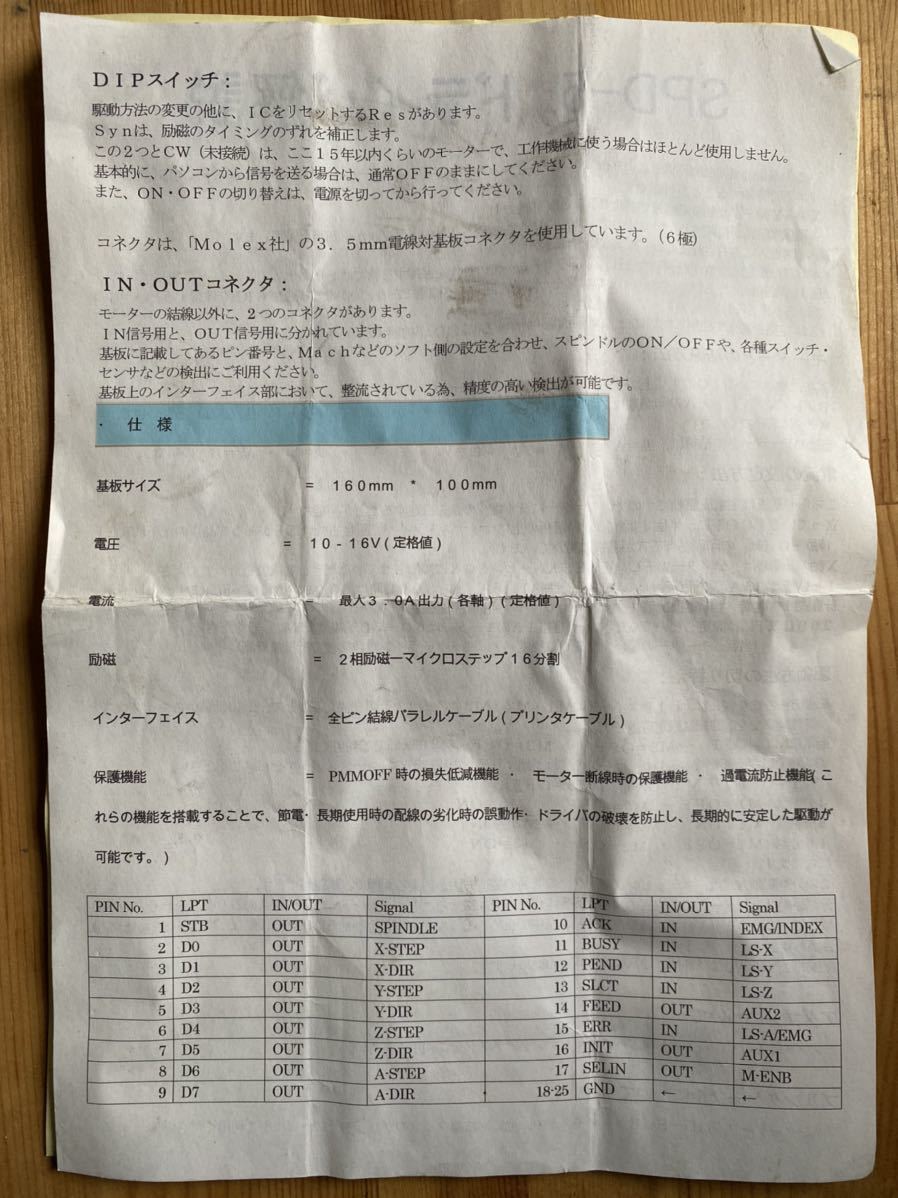 DIPスイッチ：
駆動方法の変更の他に、ICをリセットするResがあります。
Synは、励磁のタイミングのずれを補正します。
この2つとCW（未接続）は、ここ15年以内くらいのモーターで、工作機械に使う場合はほとんど使用しません。
基本的に、パソコンから信号を送る場合は、通常OFFのままにしてください。
また、ON・OFFの切り替えは、電源を切ってから行ってください。
コネクタは、「Molex社」の3．5mm電線対基板コネクタを使用しています。（6極）
IN・OUTコネクタ：
モーターの結線以外に、2つのコネクタがあります。
IN信号用と、OUT信号用に分かれています。
基板に記載してあるピン番号と、Machなどのソフト側の設定を合わせ、スピンドルのON／OFFや、各種スイッチ・
センサなどの検出にご利用ください。
基板上のインターフェイス部において、整流されている為、精度の高い検出が可能です。
・ 仕 様
基板サイズ ＝ 160mm * 100mm
電圧 ＝ 10-16V(定格値)
電流 ＝ 最大3．0A出力(各軸)(定格値)
励磁 ＝ 2相励磁ーマイクロステップ16分割
インターフェイス ＝ 全ピン結線パラレルケーブル(プリンタケーブル)
保護機能 ＝ PMMOFF時の損失低減機能 ・ モーター断線時の保護機能 ・ 過電流防止機能(こ
れらの機能を搭載することで、節電・長期使用時の配線の劣化時の誤動作・ドライバの破壊を防止し、長期的に安定した駆動が
可能です。)
PIN No. LPT IN/OUT Signal PIN No. LPT IN/OUT Signal
1 STB OUT SPINDLE 10 ACK IN EMG/INDEX
2 D0 OUT X-STEP 11 BUSY IN LS-X
3 D1 OUT X-DIR 12 PEND IN LS-Y
4 D2 OUT Y-STEP 13 SLCT IN LS-Z
5 D3 OUT Y-DIR 14 FEED OUT AUX2
6 D4 OUT Z-STEP 15 ERR IN LS-A/EMG
7 D5 OUT Z-DIR 16 INIT OUT AUX1
8 D6 OUT A-STEP 17 SELIN OUT M-ENB
9 D7 OUT A-DIR 18-25 GND ← ←